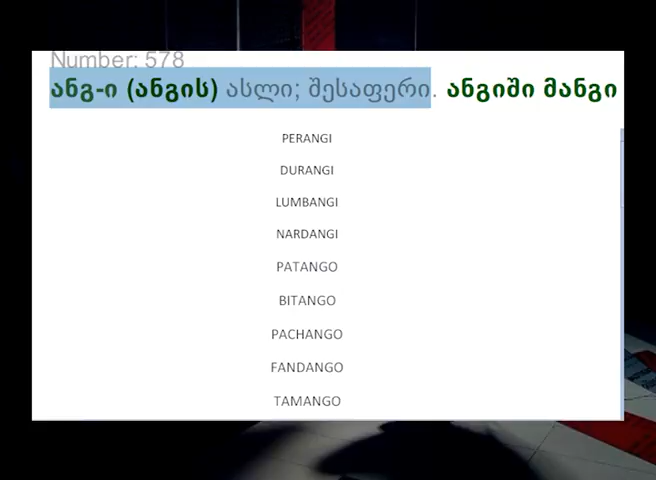 Number: 578
ანგ-ი (ანგის) ასლი; შესაფერი. ანგიში მანგი
PERANGI
DURANGI
LUMBANGI
NARDANGI
PATANGO
BITANGO
PACHANGO
FANDANGO
TAMANGO